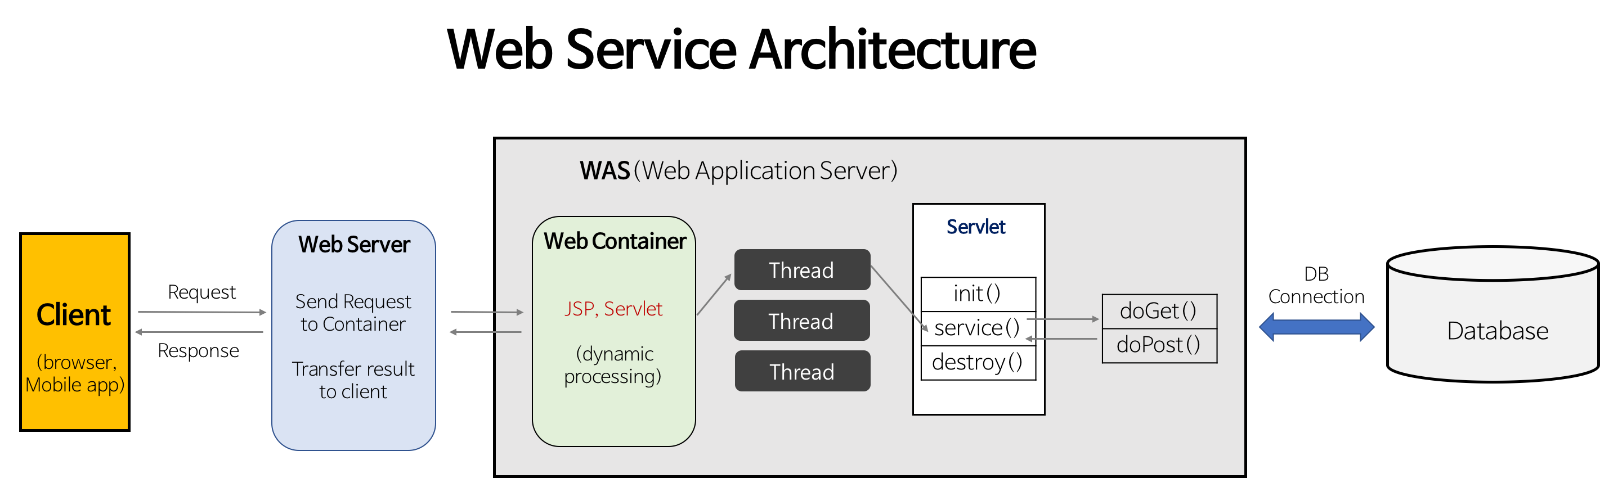 Web Service Architecture
WAS(Web Application Server)
Client
(browser,
Mobile app)
Request
Response
Web Server
Send Request
to Container
Transfer result
to client
Web Container
JSP, Servlet
(dynamic
processing)
Thread
Thread
Thread
Servlet
init()
service()
destroy()
doGet()
doPost()
DB
Connection
Database